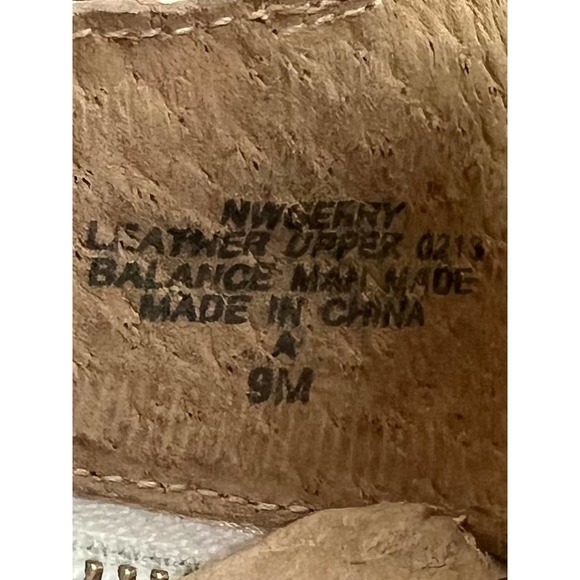 NWGERRY
LEATHER UPPER 0213
BALANCE MAN MADE
MADE IN CHINA
A
9M